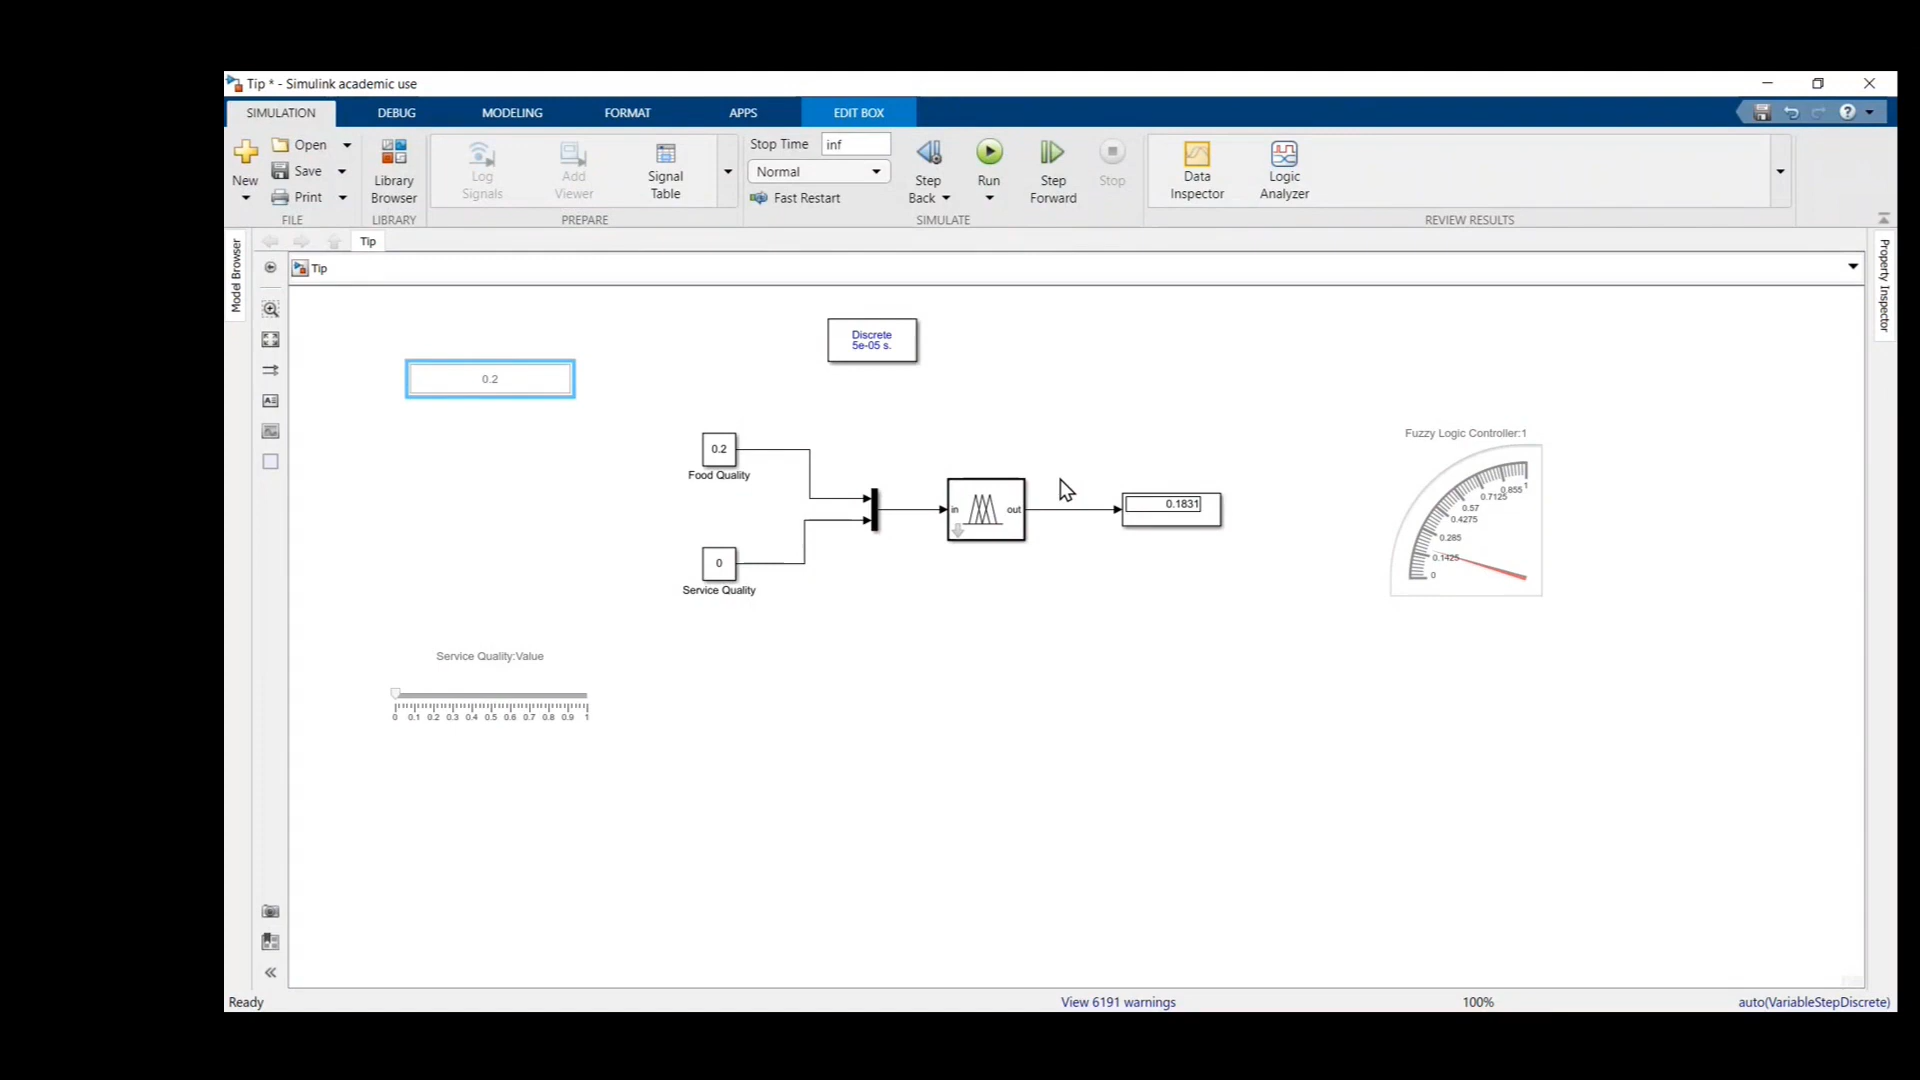 Tip * - Simulink academic use
SIMULATION
DEBUG
MODELING
FORMAT
APPS
EDIT BOX
New
Open
Save
Print
FILE
Library
Browser
LIBRARY
Log
Signals
Add
Viewer
Signal
Table
PREPARE
Stop Time
inf
Normal
Fast Restart
Step
Back
Run
Step
Forward
Stop
SIMULATE
Data
Inspector
Logic
Analyzer
REVIEW RESULTS
Model Browser
Tip
Tip
Property Inspector
Discrete
5e-05 s.
0.2
0.2
Food Quality
0
Service Quality
in
out
0.1831
Fuzzy Logic Controller:1
0
0.1425
0.285
0.4275
0.57
0.7125
0.855
1
Service Quality:Value
0 0.1 0.2 0.3 0.4 0.5 0.6 0.7 0.8 0.9 1
Ready
View 6191 warnings
100%
auto(VariableStepDiscrete)